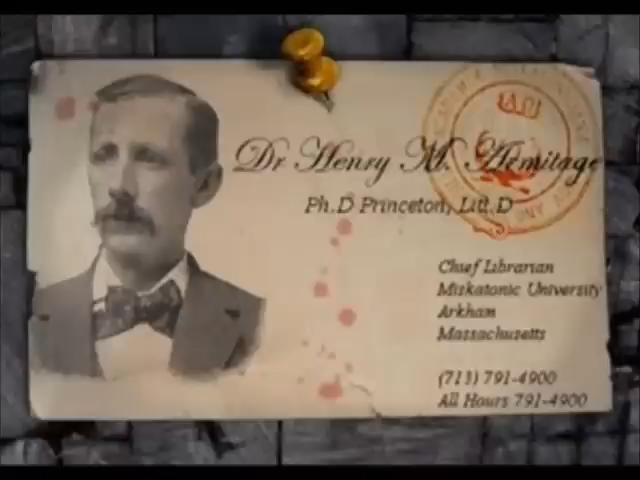 Dr Henry M. Armitage
Ph.D Princeton, Litt.D
Chief Librarian
Miskatonic University
Arkham
Massachusetts
(713) 791-4900
All Hours 791-4900